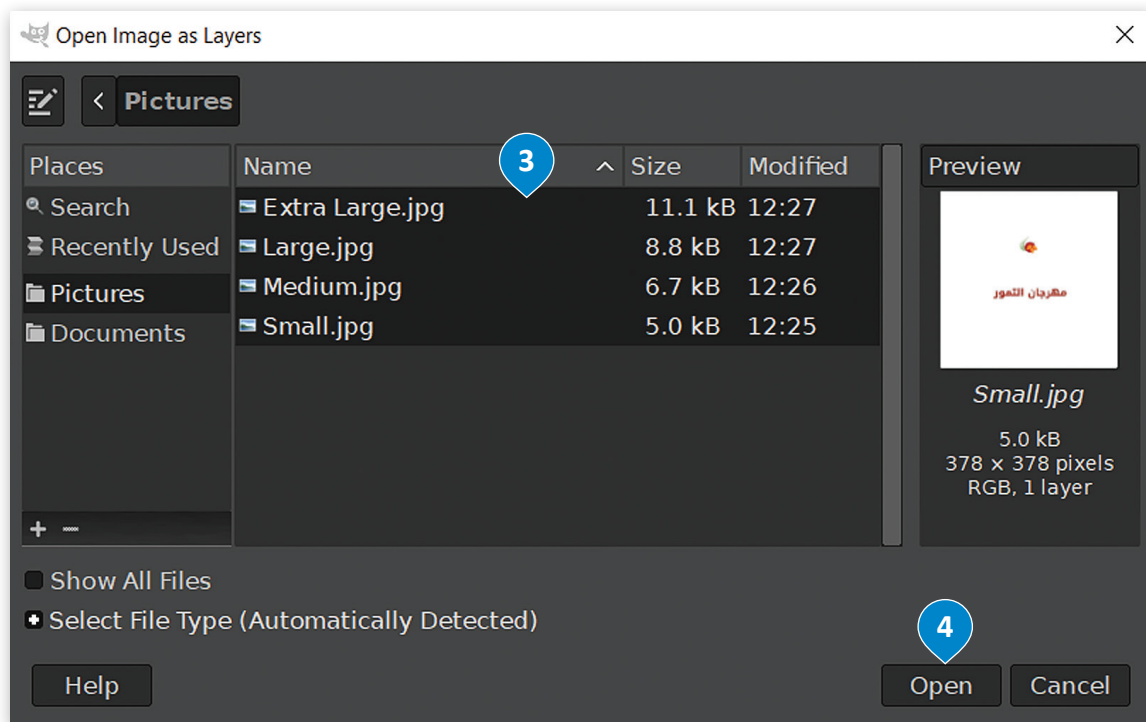 Open Image as Layers
Pictures
Places
Name
3
Size
Modified
Preview
Search
Extra Large.jpg 11.1 kB 12:27
Recently Used
Large.jpg 8.8 kB 12:27
Pictures
Medium.jpg 6.7 kB 12:26
Documents
Small.jpg 5.0 kB 12:25
مهرجان التمور
Small.jpg
5.0 kB
378 × 378 pixels
RGB, 1 layer
Show All Files
Select File Type (Automatically Detected)
4
Help
Open
Cancel